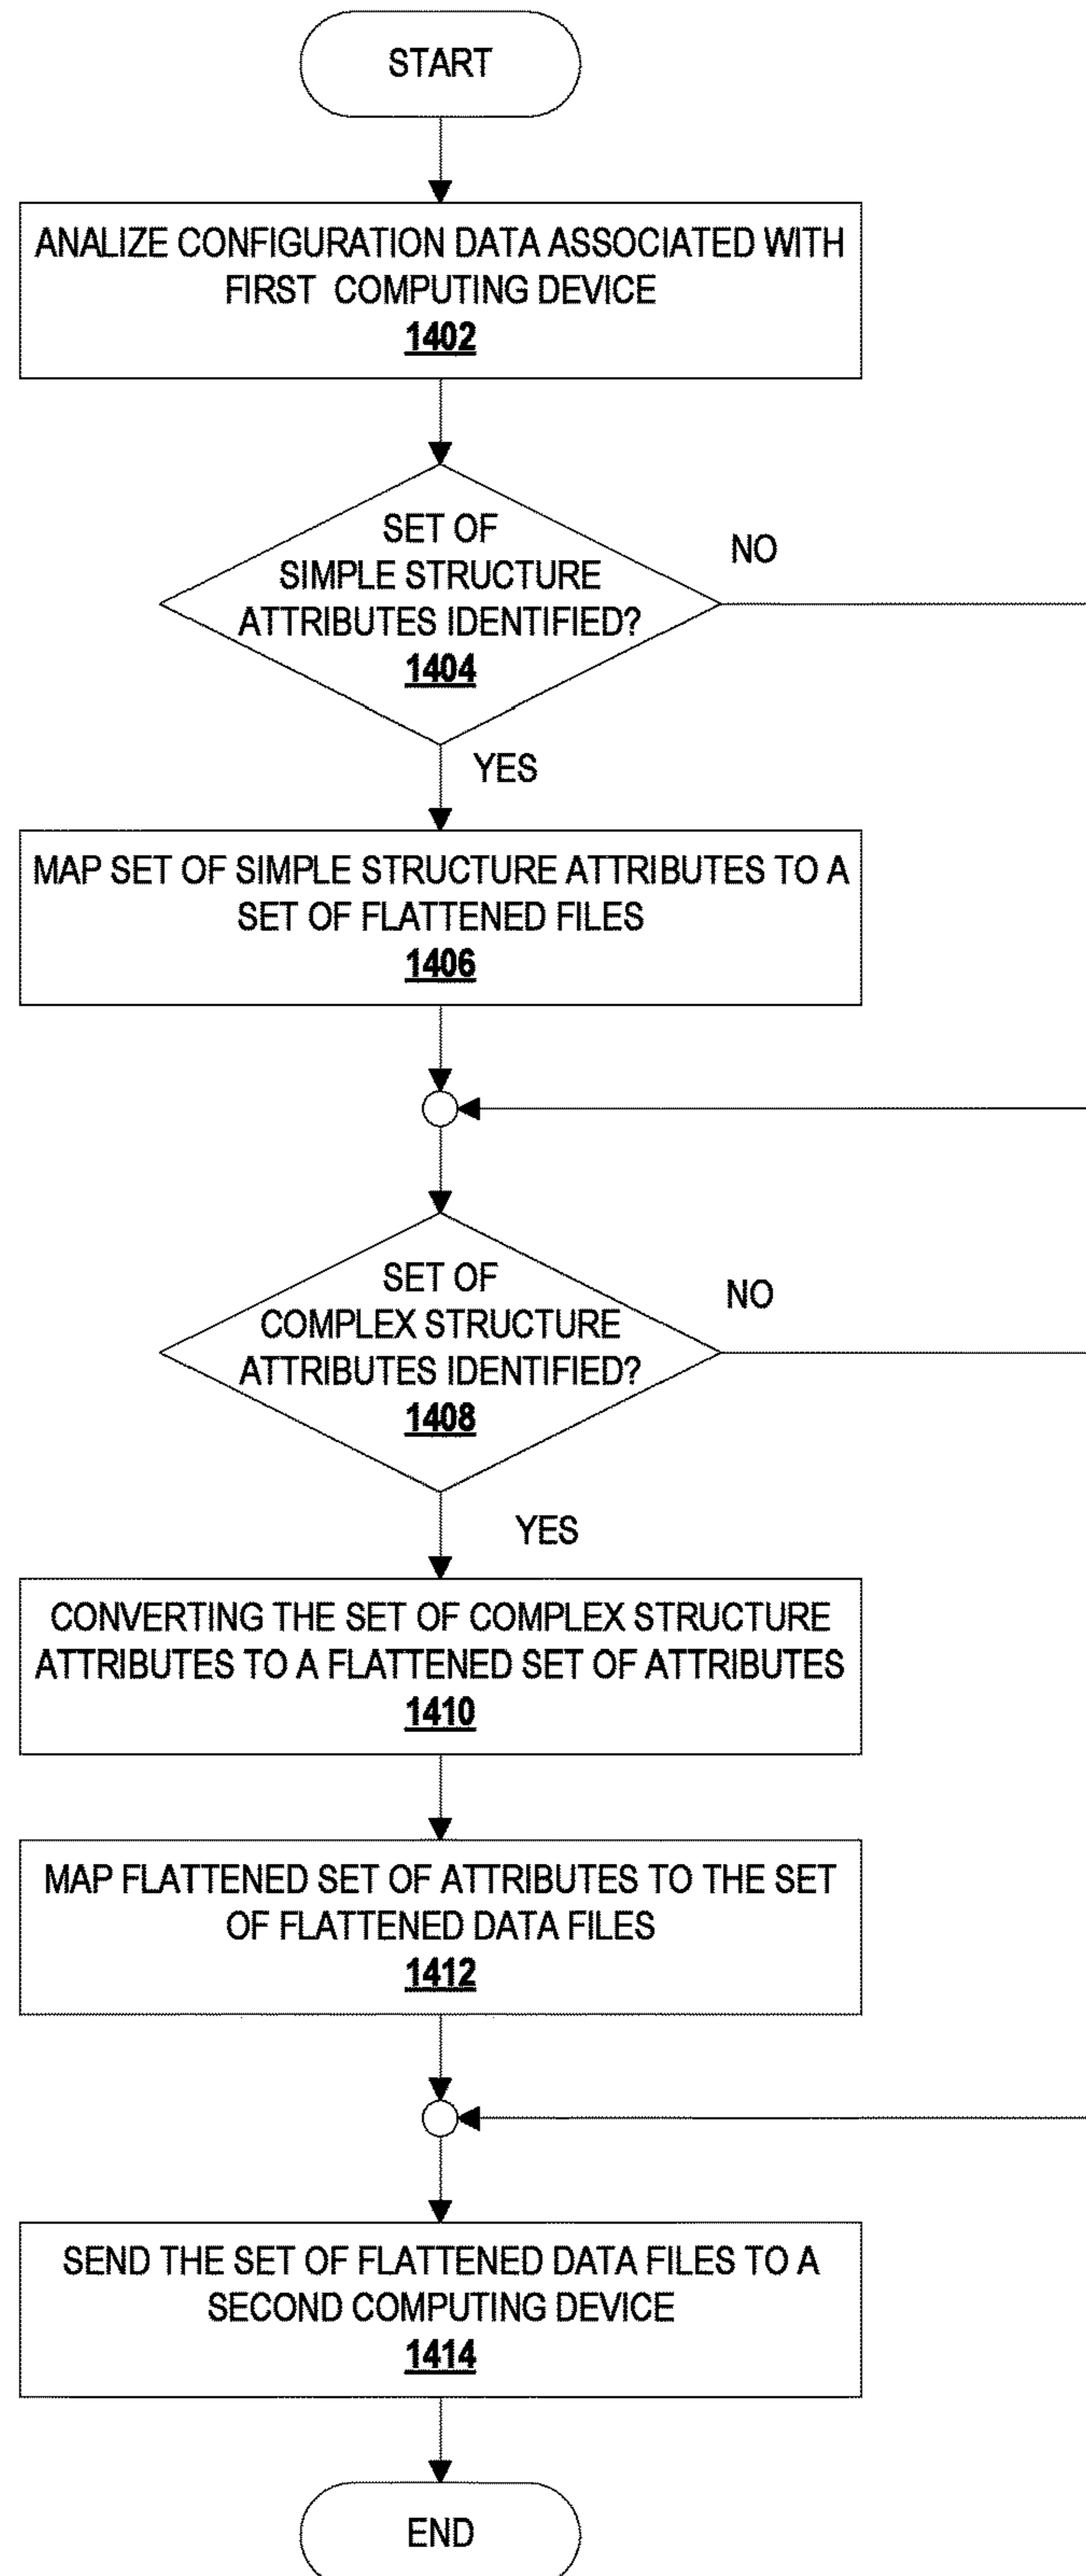 START
ANALIZE CONFIGURATION DATA ASSOCIATED WITH
FIRST COMPUTING DEVICE
1402
SET OF
SIMPLE STRUCTURE
ATTRIBUTES IDENTIFIED?
1404
NO
YES
MAP SET OF SIMPLE STRUCTURE ATTRIBUTES TO A
SET OF FLATTENED FILES
1406
SET OF
COMPLEX STRUCTURE
ATTRIBUTES IDENTIFIED?
1408
NO
YES
CONVERTING THE SET OF COMPLEX STRUCTURE
ATTRIBUTES TO A FLATTENED SET OF ATTRIBUTES
1410
MAP FLATTENED SET OF ATTRIBUTES TO THE SET
OF FLATTENED DATA FILES
1412
SEND THE SET OF FLATTENED DATA FILES TO A
SECOND COMPUTING DEVICE
1414
END